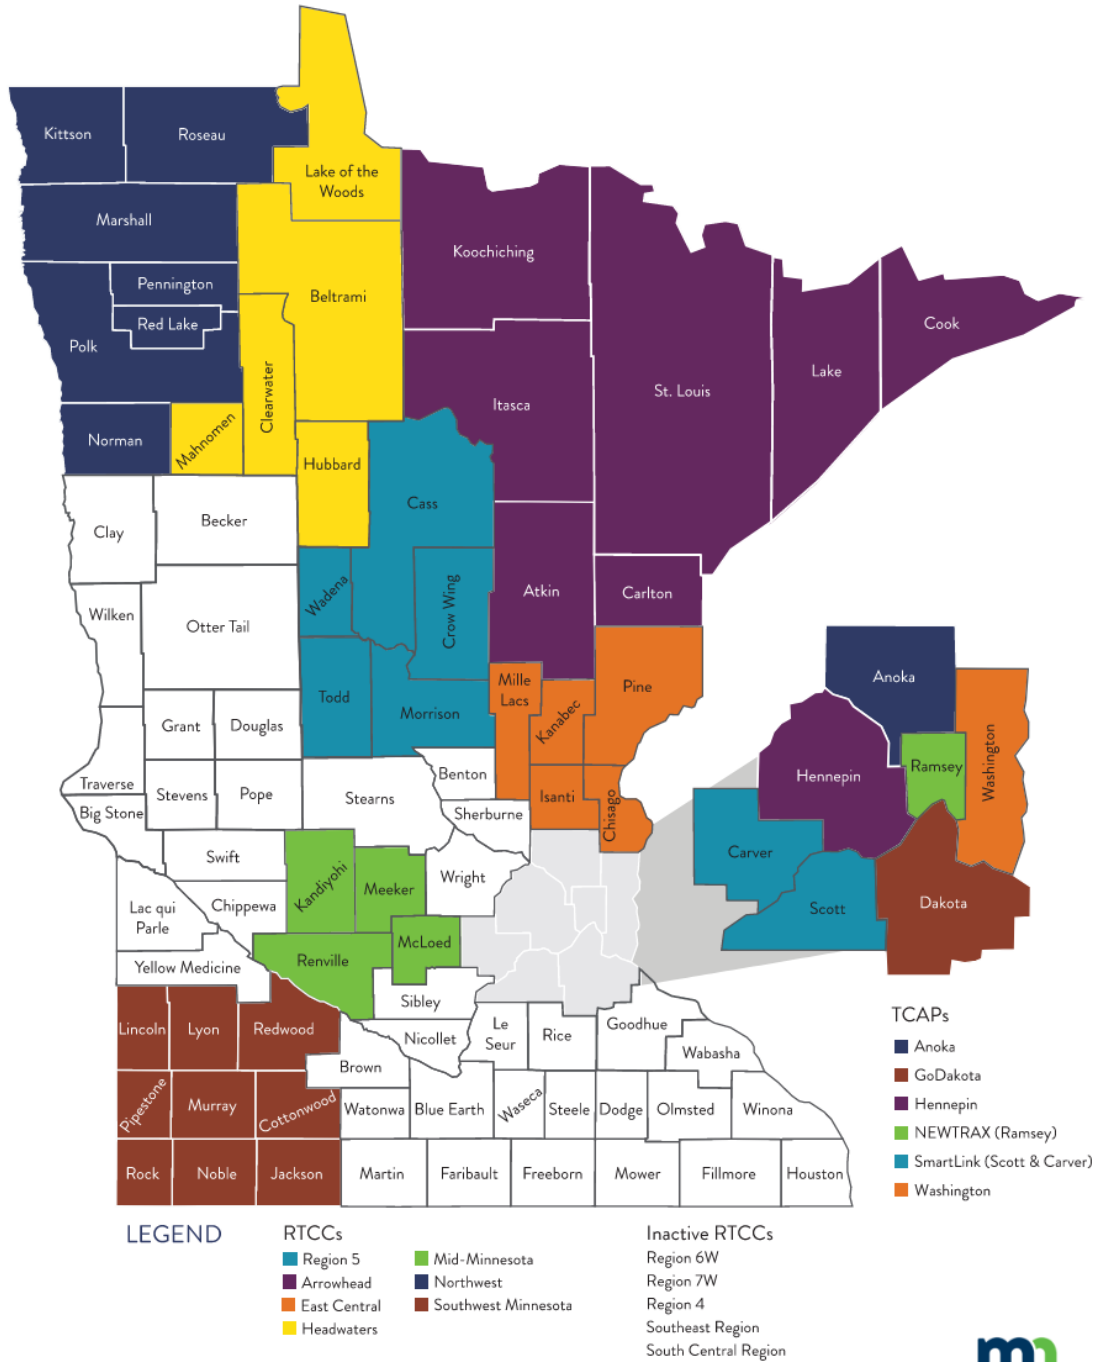 Kittson
Roseau
Lake of the
Woods
Marshall
Koochiching
Pennington
Beltrami
Red Lake
Cook
Polk
Lake
St. Louis
Itasca
Clearwater
Norman
Mahnomen
Hubbard
Cass
Becker
Clay
Atkin
Carlton
Wadena
Crow Wing
Wilken
Otter Tail
Mille
Lacs
Pine
Anoka
Todd
Morrison
Kanabec
Grant
Douglas
Washington
Ramsey
Hennepin
Benton
Traverse
Stevens
Pope
Stearns
Isanti
Chisago
Big Stone
Sherburne
Carver
Swift
Wright
Kandiyohi
Meeker
Chippewa
Lac qui
Parle
Scott
Dakota
McLoed
Renville
Yellow Medicine
Sibley
Lincoln
Lyon
Redwood
Nicollet
Le
Seur
Rice
Goodhue
Wabasha
Brown
Pipestone
Murray
Cottonwood
Watonwa
Blue Earth
Waseca
Steele
Dodge
Olmsted
Winona
Rock
Noble
Jackson
Martin
Faribault
Freeborn
Mower
Fillmore
Houston
TCAPs
Anoka
GoDakota
Hennepin
NEWTRAX (Ramsey)
SmartLink (Scott & Carver)
Washington
LEGEND
RTCCs
Region 5
Arrowhead
East Central
Headwaters
Mid-Minnesota
Northwest
Southwest Minnesota
Inactive RTCCs
Region 6W
Region 7W
Region 4
Southeast Region
South Central Region